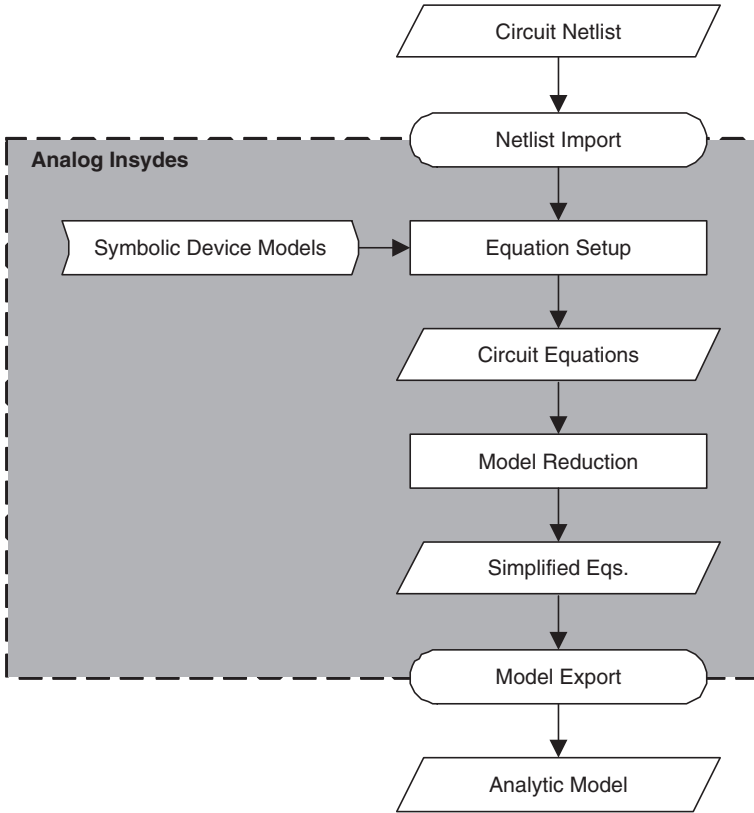 Circuit Netlist
Netlist Import
Analog Insydes
Symbolic Device Models
Equation Setup
Circuit Equations
Model Reduction
Simplified Eqs.
Model Export
Analytic Model